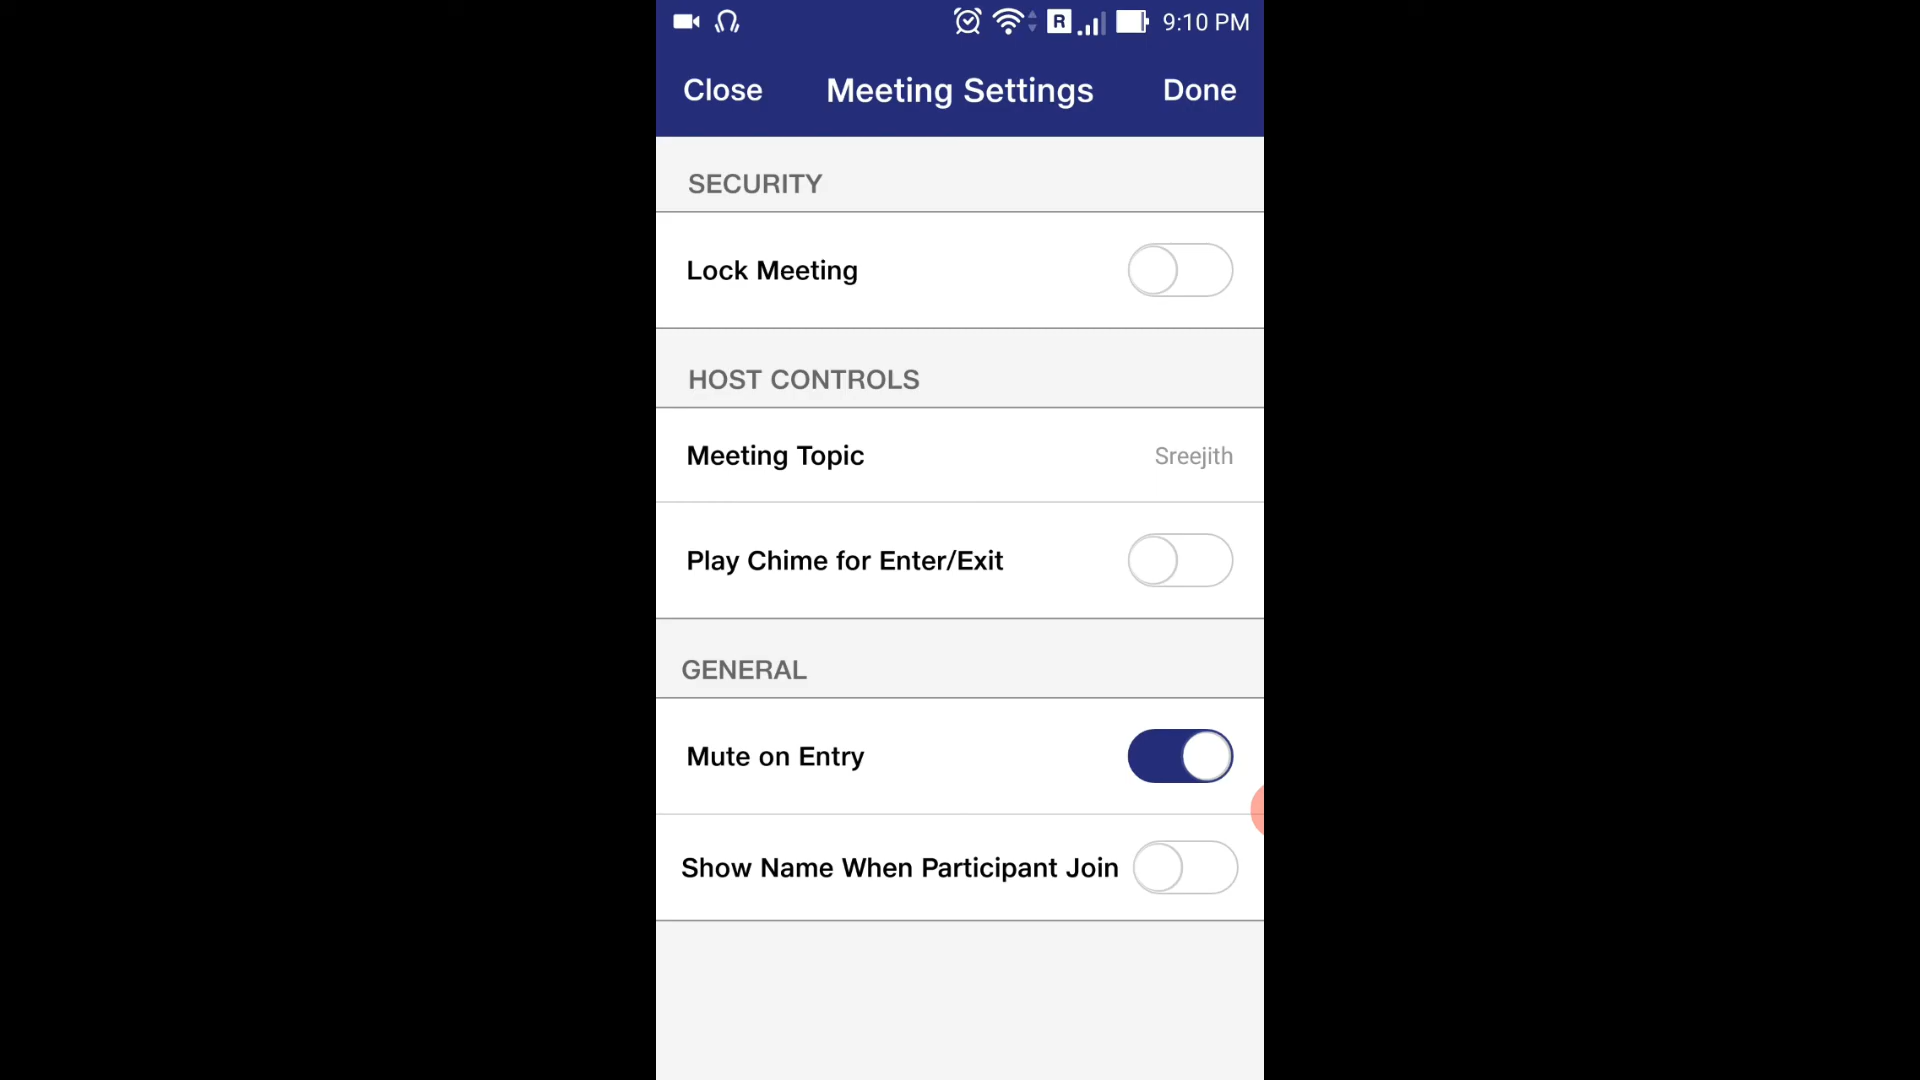 R 9:10 PM
Close Meeting Settings Done
SECURITY
Lock Meeting
HOST CONTROLS
Meeting Topic Sreejith
Play Chime for Enter/Exit
GENERAL
Mute on Entry
Show Name When Participant Join